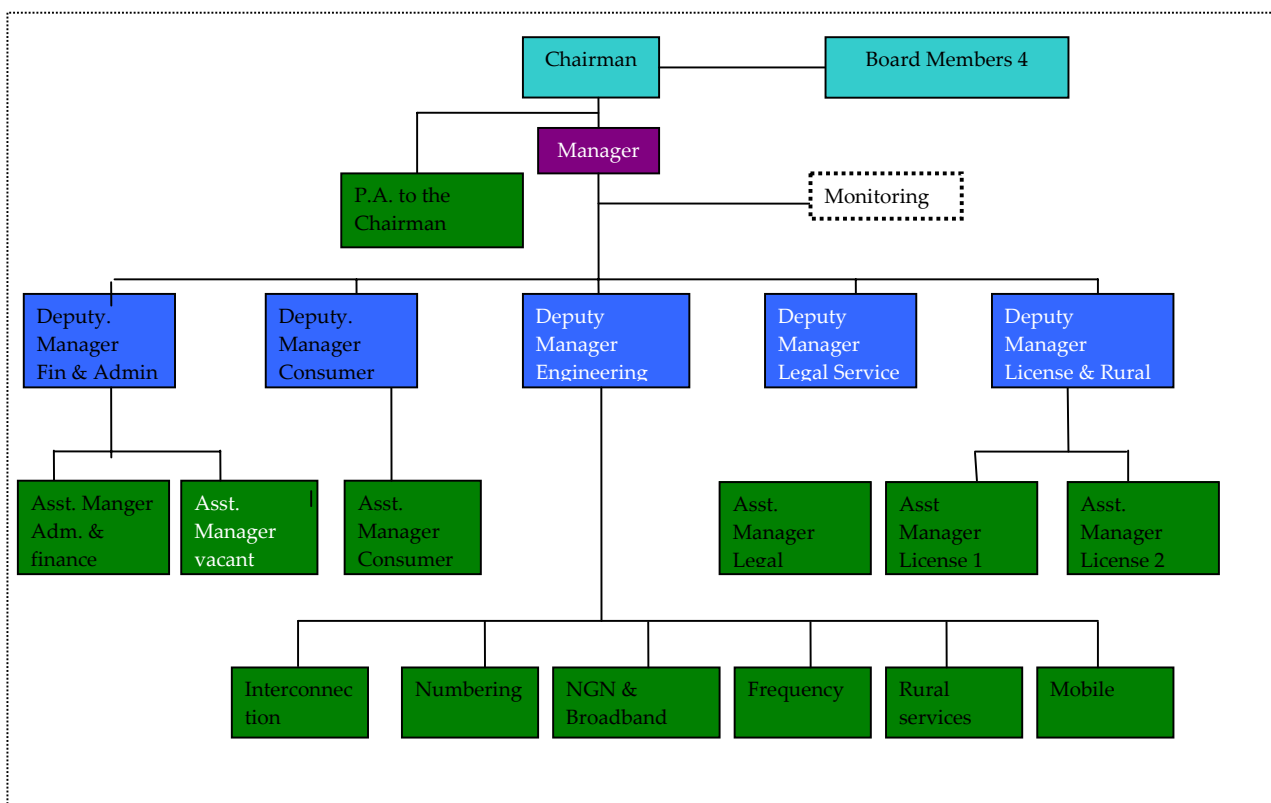 Chairman
Board Members 4
Manager
P.A. to the
Chairman
Monitoring
Deputy.
Manager
Fin & Admin
Deputy.
Manager
Consumer
Deputy
Manager
Engineering
Deputy
Manager
Legal Service
Deputy
Manager
License & Rural
Asst. Manger
Adm. &
finance
Asst.
Manager
vacant
Asst.
Manager
Consumer
Asst.
Manager
Legal
Asst
Manager
License 1
Asst.
Manager
License 2
Interconnec
tion
Numbering
NGN &
Broadband
Frequency
Rural
services
Mobile